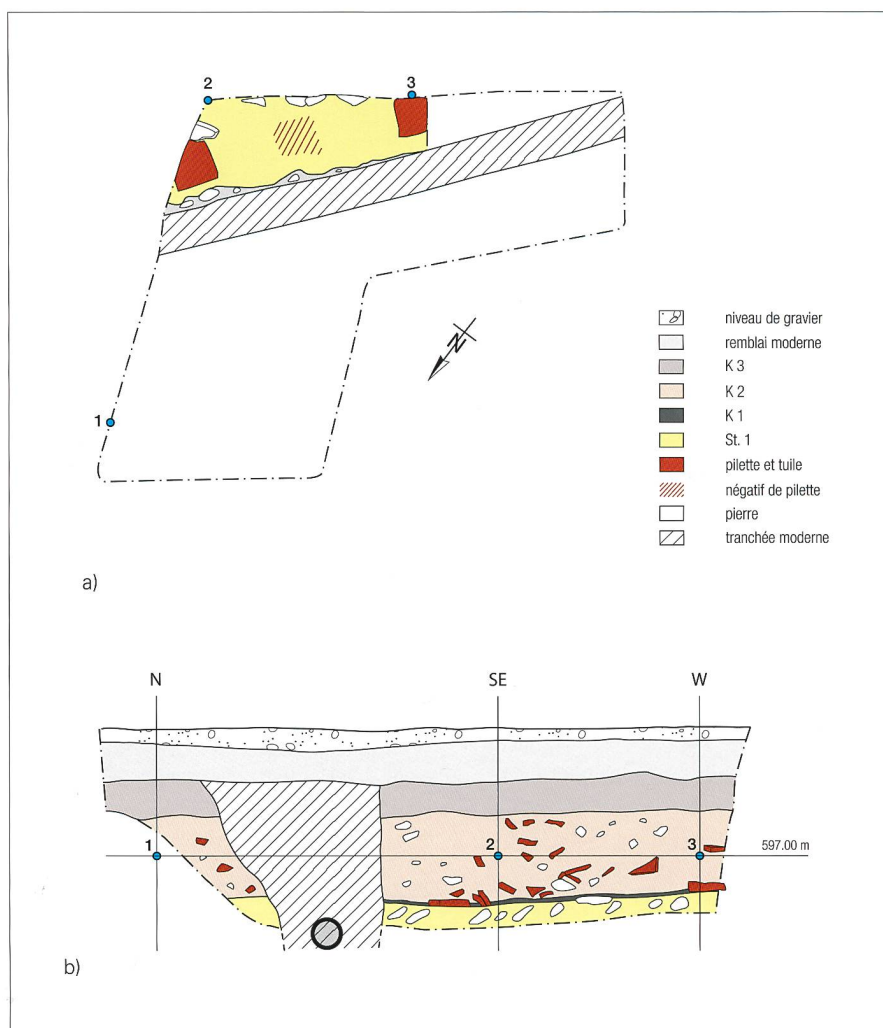 2
3
1
N
niveau de gravier
remblai moderne
K 3
K 2
K 1
St. 1
pilette et tuile
négatif de pilette
pierre
tranchée moderne
a)
N SE W
1 2 3 597.00 m
b)